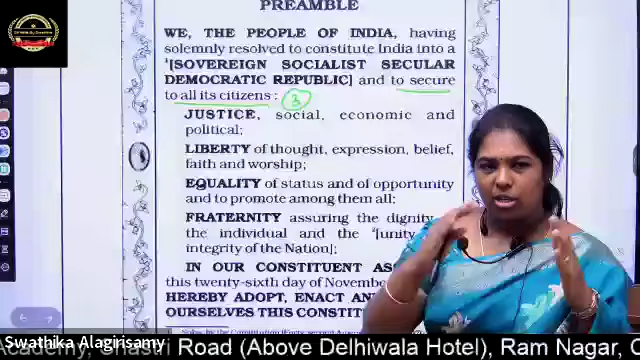 PREAMBLE
WE, THE PEOPLE OF INDIA, having
solemnly resolved to constitute India into a
¹[SOVEREIGN SOCIALIST SECULAR
DEMOCRATIC REPUBLIC] and to secure
to all its citizens :
3
JUSTICE, social, economic and
political;
LIBERTY of thought, expression, belief,
faith and worship;
EQUALITY of status and of opportunity
and to promote among them all;
FRATERNITY assuring the dignity
the individual and the ²[unity
integrity of the Nation];
IN OUR CONSTITUENT
this twenty-sixth day of
HEREBY ADOPT, ENACT
OURSELVES THIS
Swathika Alagirisamy
Academy, Shastri Road (Above Delhiwala Hotel), Ram Nagar,